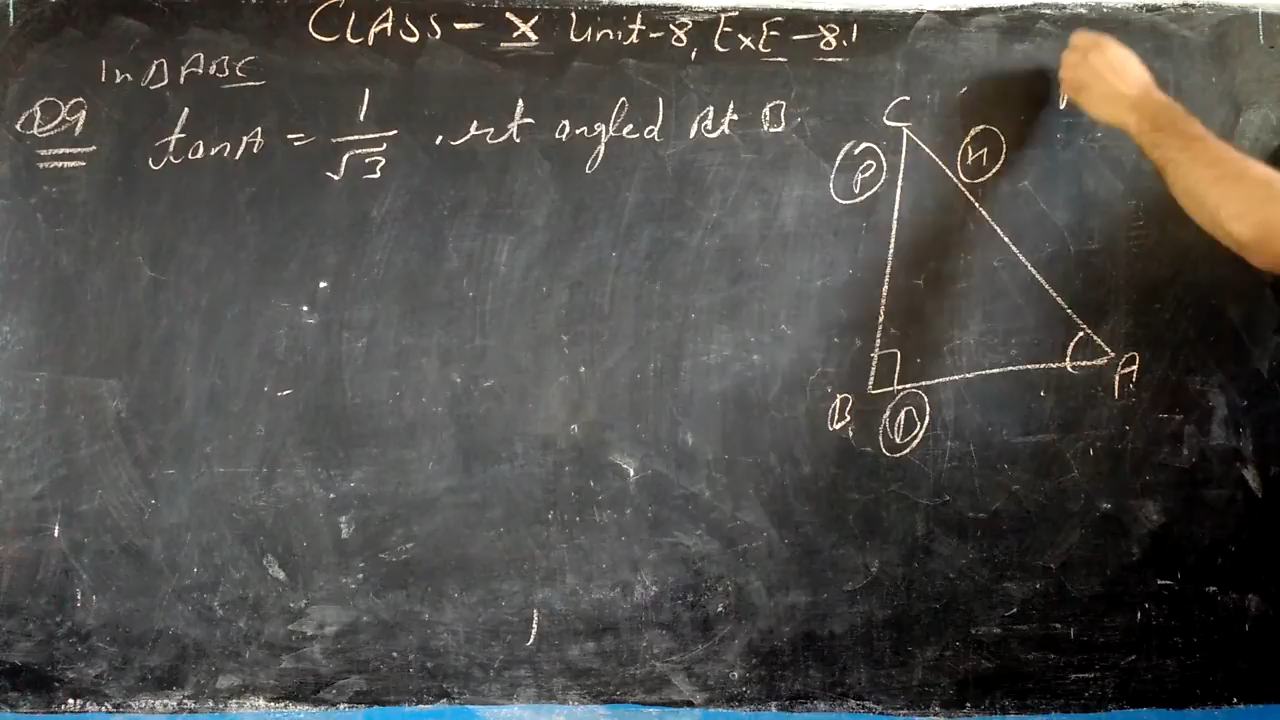 CLASS - X Unit-8, EXE-8.1
In △ ABC
Q9 tanA = 1/√3 , rt angled At B
C
P
H
B
B
A